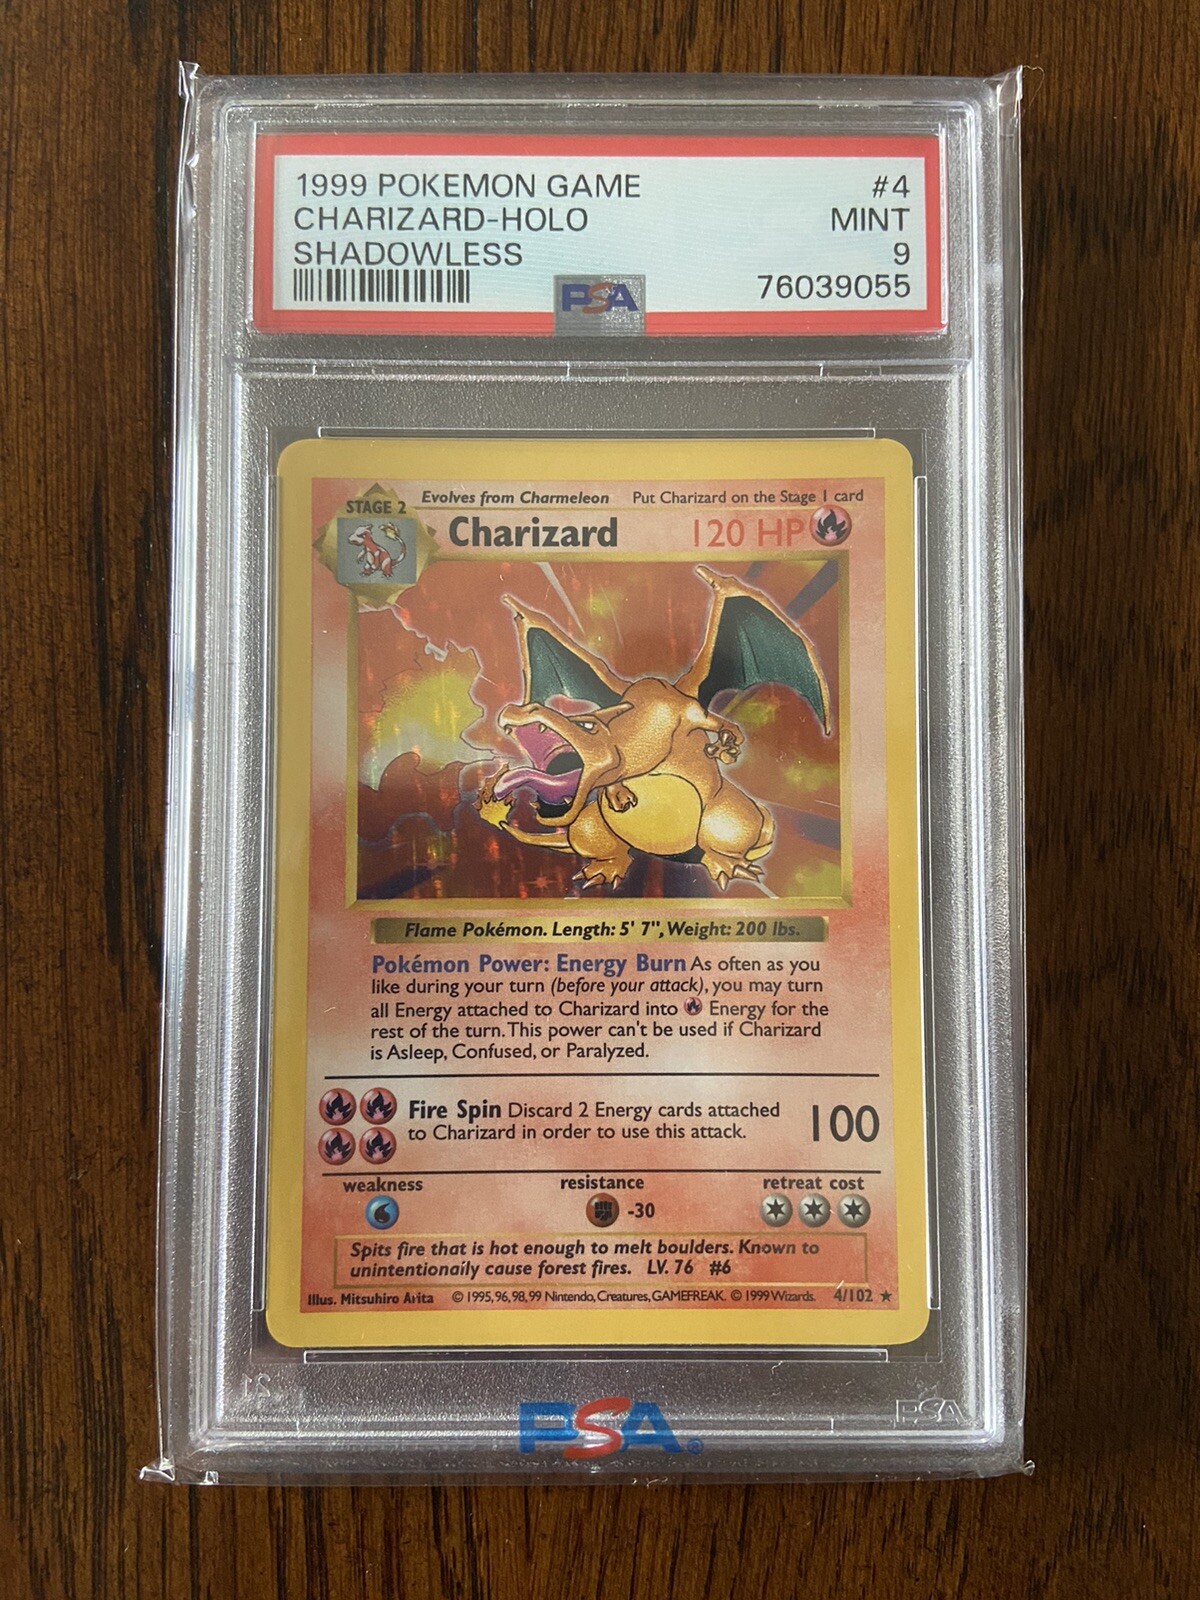 1999 POKEMON GAME #4
CHARIZARD-HOLO MINT
SHADOWLESS 9
PSA 76039055
STAGE 2 Evolves from Charmeleon Put Charizard on the Stage 1 card
Charizard 120 HP
Flame Pokémon. Length: 5' 7", Weight: 200 lbs.
Pokémon Power: Energy Burn As often as you
like during your turn (before your attack), you may turn
all Energy attached to Charizard into Energy for the
rest of the turn. This power can't be used if Charizard
is Asleep, Confused, or Paralyzed.
Fire Spin Discard 2 Energy cards attached
to Charizard in order to use this attack. 100
weakness resistance retreat cost
-30
Spits fire that is hot enough to melt boulders. Known to
unintentionally cause forest fires. LV. 76 #6
Illus. Mitsuhiro Arita © 1995, 96, 98, 99 Nintendo, Creatures, GAMEFREAK. © 1999 Wizards. 4/102 ★
PSA
PSA®